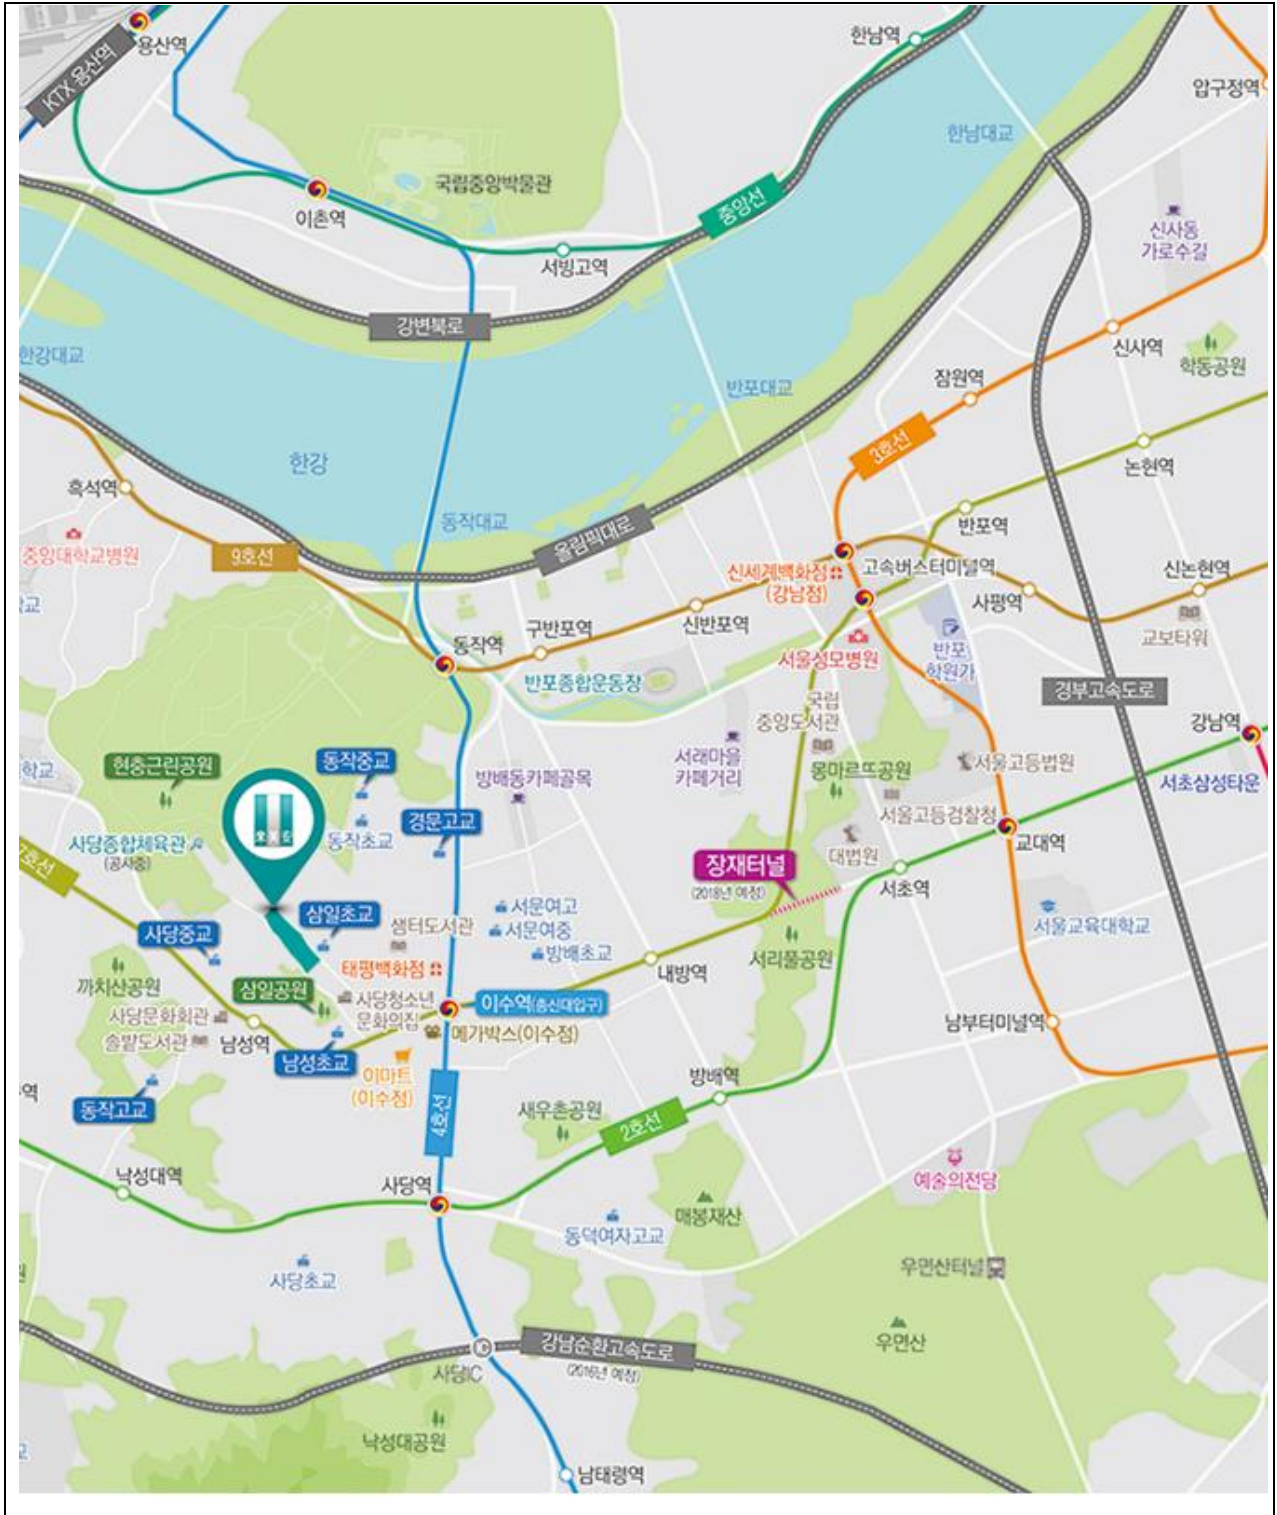 용산역
KTX 용산역
한남역
압구정역
한남대교
국립중앙박물관
이촌역
중앙선
신사동
가로수길
서빙고역
강변북로
한강대교
신사역
학동공원
잠원역
반포대교
3호선
논현역
한강
흑석역
동작대교
반포역
올림픽대로
중앙대학교병원
9호선
신세계백화점
(강남점)
고속버스터미널역
사평역
신논현역
교보타워
동작역
구반포역
신반포역
서울성모병원
반포
학원가
반포종합운동장
경부고속도로
국립
중앙도서관
강남역
현충근린공원
동작중교
방배동카페골목
서래마을
카페거리
몽마르뜨공원
서울고등법원
서초삼성타운
경문고교
서울고등검찰청
교대역
사당종합체육관
(공사중)
동작초교
7호선
장재터널
(2018년 예정)
대법원
서초역
삼일초교
샘터도서관
서문여고
서문여중
방배초교
서울교육대학교
사당중교
태평백화점
내방역
서리풀공원
까치산공원
삼일공원
사당청소년
문화의집
이수역(총신대입구)
사당문화회관
솔밭도서관
남성역
메가박스(이수점)
남부터미널역
남성초교
이마트
(이수점)
방배역
동작고교
새우촌공원
4호선
2호선
낙성대역
사당역
예술의전당
매봉재산
동덕여자고교
사당초교
우면산터널
우면산
강남순환고속도로
(2016년 예정)
IC
사당IC
낙성대공원
남태령역